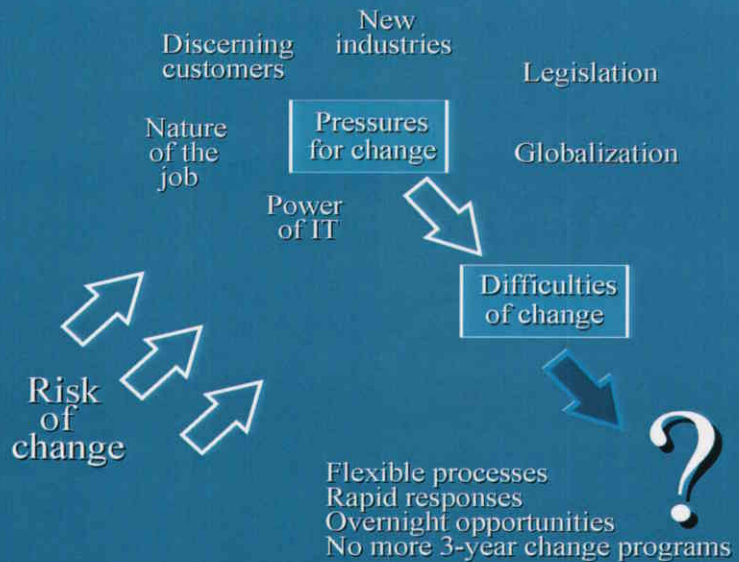 New
industries
Discerning
customers
Legislation
Pressures
for change
Nature
of the
job
Globalization
Power
of IT
Difficulties
of change
Risk
of
change
?
Flexible processes
Rapid responses
Overnight opportunities
No more 3-year change programs